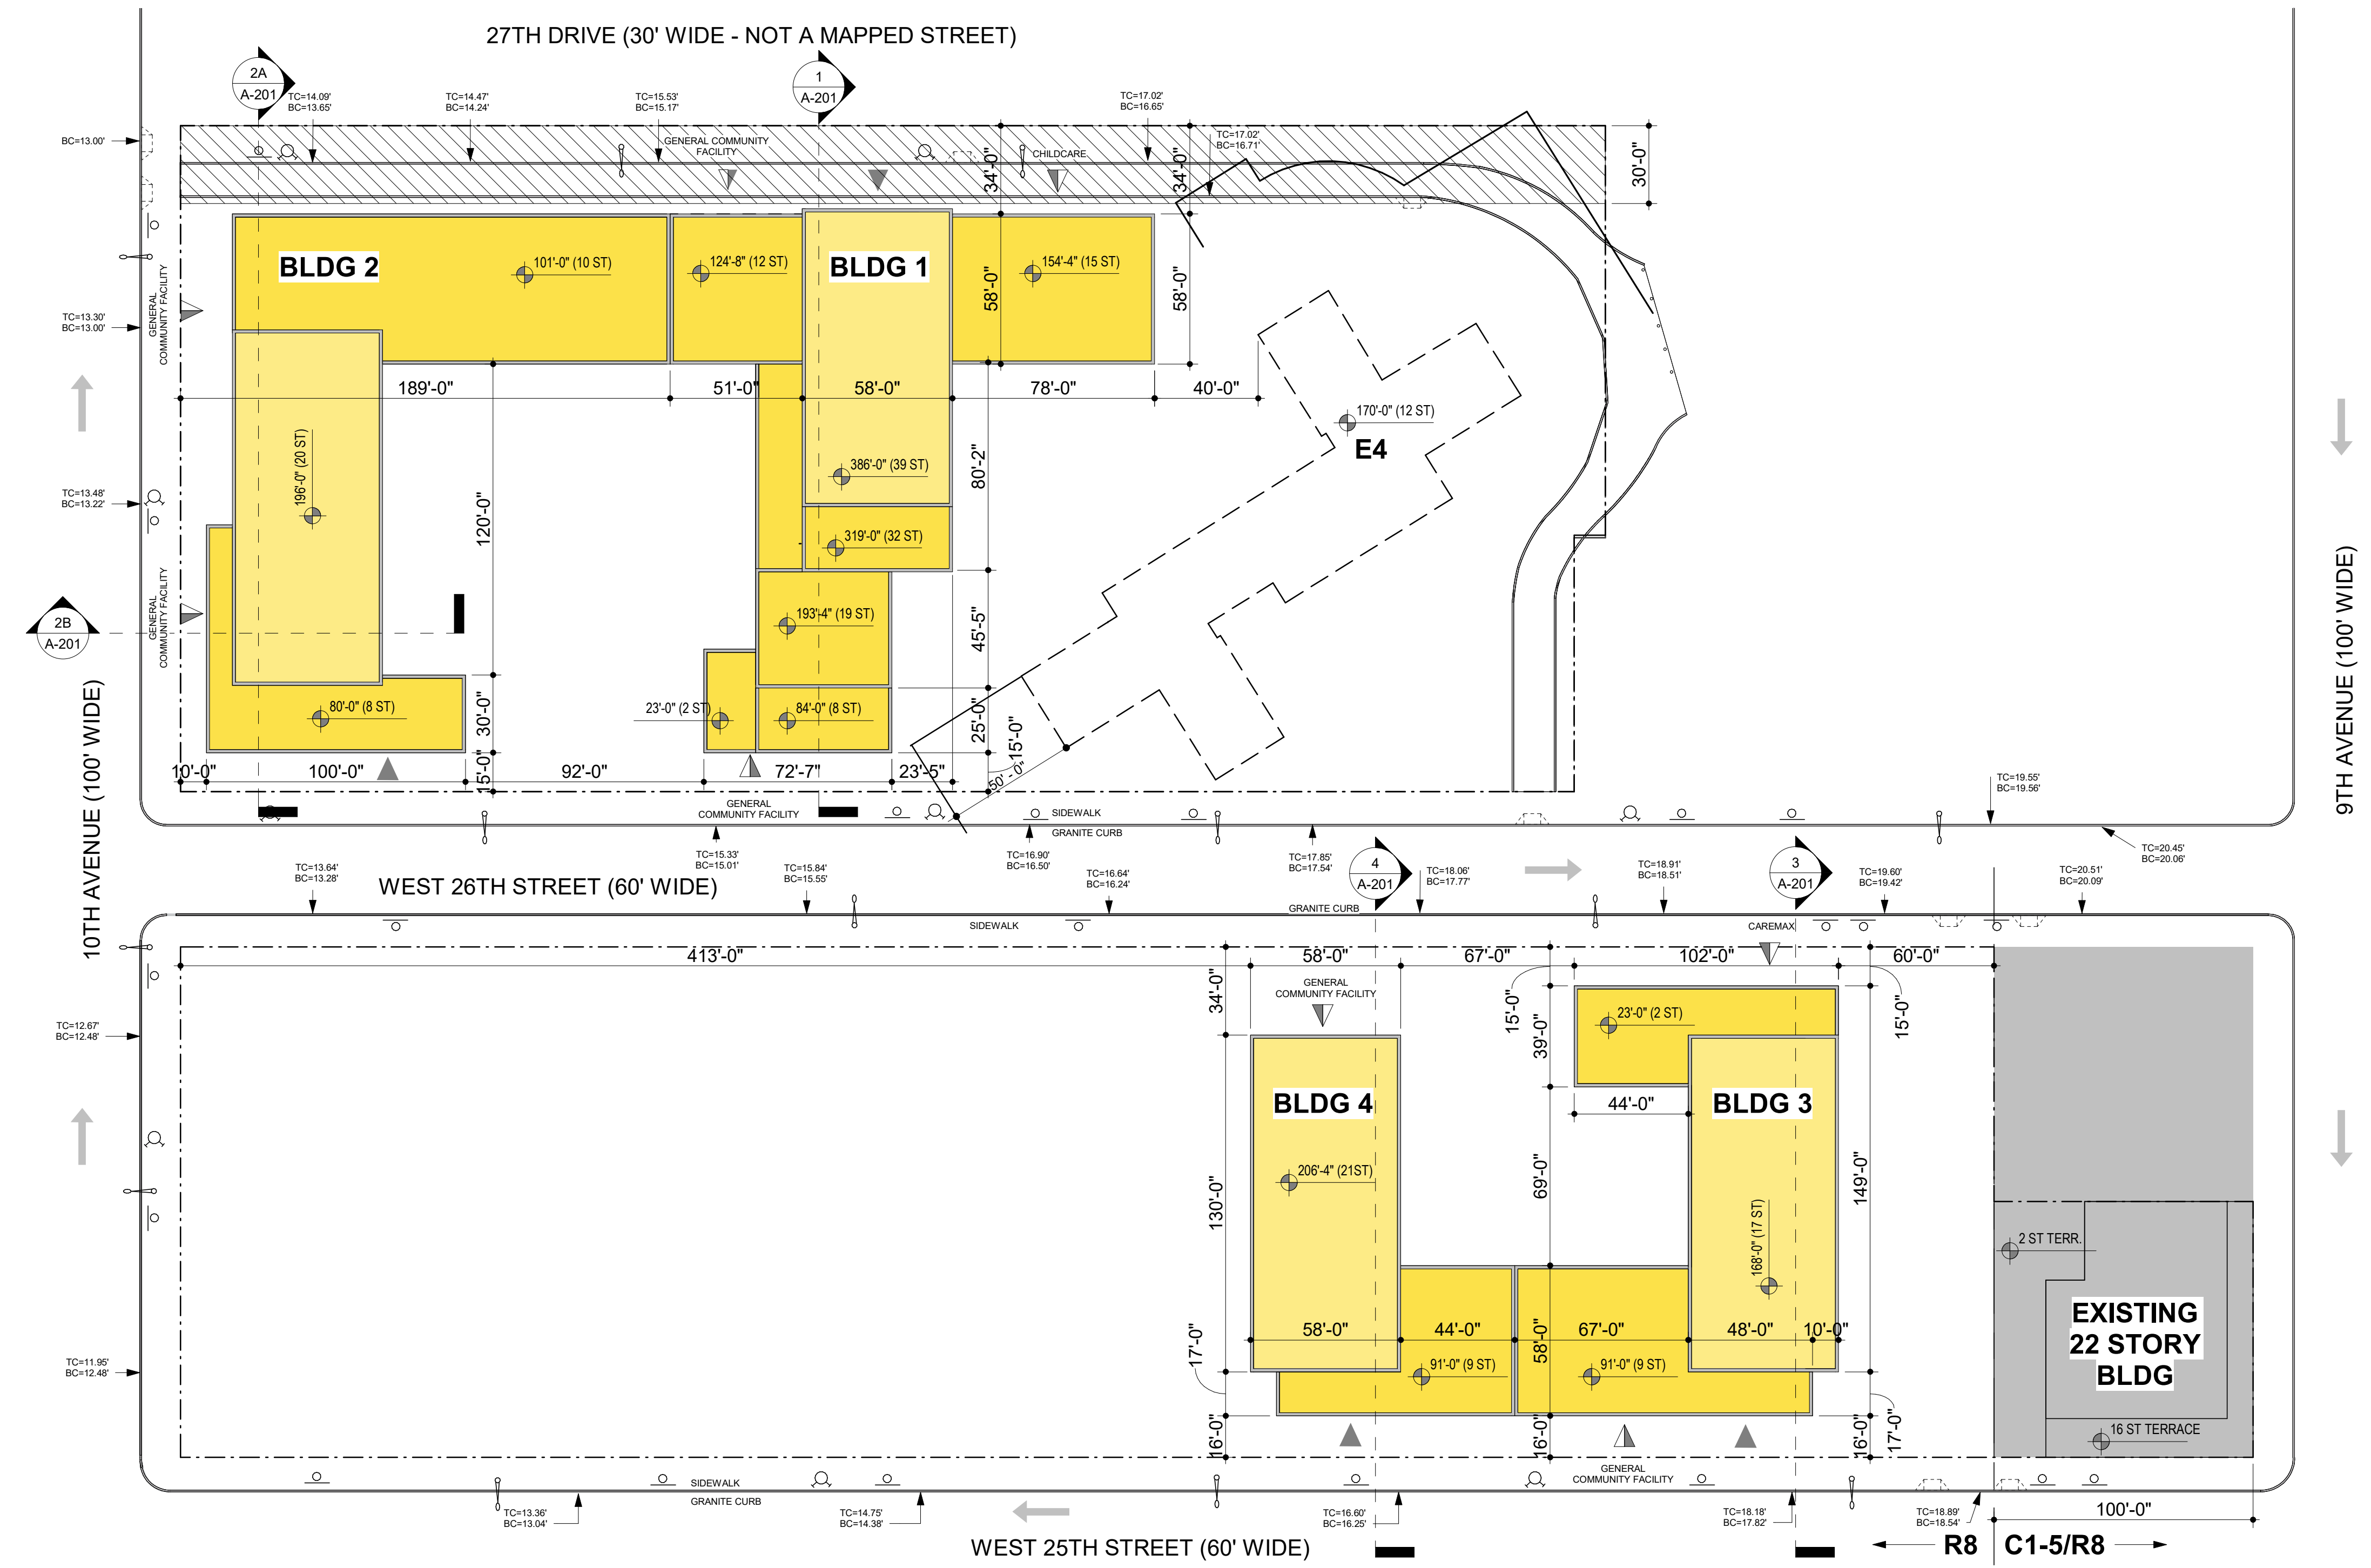 27TH DRIVE (30' WIDE - NOT A MAPPED STREET)
2A
A-201
1
A-201
TC=14.09'
BC=13.65'
TC=14.47'
BC=14.24'
TC=15.53'
BC=15.17'
TC=17.02'
BC=16.65'
TC=17.02'
BC=16.71'
BC=13.00'
GENERAL COMMUNITY
FACILITY
CHILDCARE
34'-0"
34'-0"
30'-0"
GENERAL
COMMUNITY FACILITY
TC=13.30'
BC=13.00'
BLDG 2
101'-0" (10 ST)
124'-8" (12 ST)
BLDG 1
154'-4" (15 ST)
58'-0"
58'-0"
189'-0"
51'-0"
58'-0"
78'-0"
40'-0"
170'-0" (12 ST)
E4
196'-0" (20 ST)
386'-0" (39 ST)
80'-2"
TC=13.48'
BC=13.22'
120'-0"
319'-0" (32 ST)
193'-4" (19 ST)
45'-5"
GENERAL
COMMUNITY FACILITY
2B
A-201
80'-0" (8 ST)
23'-0" (2 ST)
84'-0" (8 ST)
30'-0"
25'-0"
15'-0"
15'-0"
50' - 0"
10'-0"
100'-0"
92'-0"
72'-7"
23'-5"
GENERAL
COMMUNITY FACILITY
SIDEWALK
GRANITE CURB
10TH AVENUE (100' WIDE)
9TH AVENUE (100' WIDE)
TC=19.55'
BC=19.56'
TC=15.33'
BC=15.01'
TC=16.90'
BC=16.50'
TC=17.85'
BC=17.54'
TC=20.45'
BC=20.06'
TC=13.64'
BC=13.28'
WEST 26TH STREET (60' WIDE)
TC=15.84'
BC=15.55'
TC=16.64'
BC=16.24'
4
A-201
TC=18.06'
BC=17.77'
TC=18.91'
BC=18.51'
3
A-201
TC=19.60'
BC=19.42'
TC=20.51'
BC=20.09'
GRANITE CURB
SIDEWALK
CAREMAX
413'-0"
58'-0"
67'-0"
102'-0"
60'-0"
34'-0"
GENERAL
COMMUNITY FACILITY
15'-0"
39'-0"
23'-0" (2 ST)
15'-0"
TC=12.67'
BC=12.48'
BLDG 4
44'-0"
BLDG 3
206'-4" (21ST)
130'-0"
69'-0"
149'-0"
168'-0" (17 ST)
2 ST TERR.
EXISTING
22 STORY
BLDG
58'-0"
44'-0"
58'-0"
67'-0"
48'-0"
10'-0"
17'-0"
91'-0" (9 ST)
91'-0" (9 ST)
TC=11.95'
BC=12.48'
16'-0"
16'-0"
16'-0"
17'-0"
16 ST TERRACE
GENERAL
COMMUNITY FACILITY
SIDEWALK
GRANITE CURB
TC=13.36'
BC=13.04'
TC=14.75'
BC=14.38'
TC=16.60'
BC=16.25'
TC=18.18'
BC=17.82'
TC=18.89'
BC=18.54'
100'-0"
WEST 25TH STREET (60' WIDE)
R8
C1-5/R8